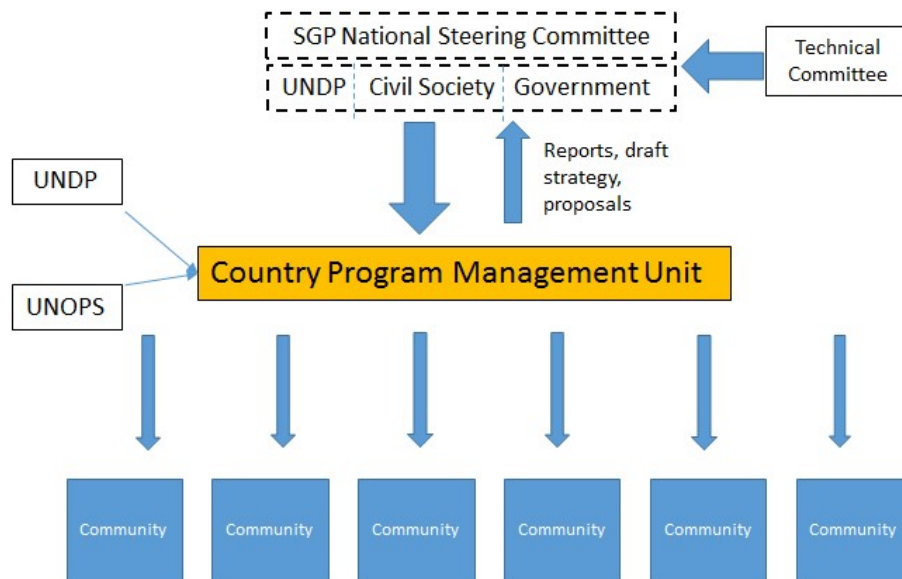 SGP National Steering Committee
UNDP Civil Society Government
Technical
Committee
Reports, draft
strategy,
proposals
UNDP
Country Program Management Unit
UNOPS
Community Community Community Community Community Community